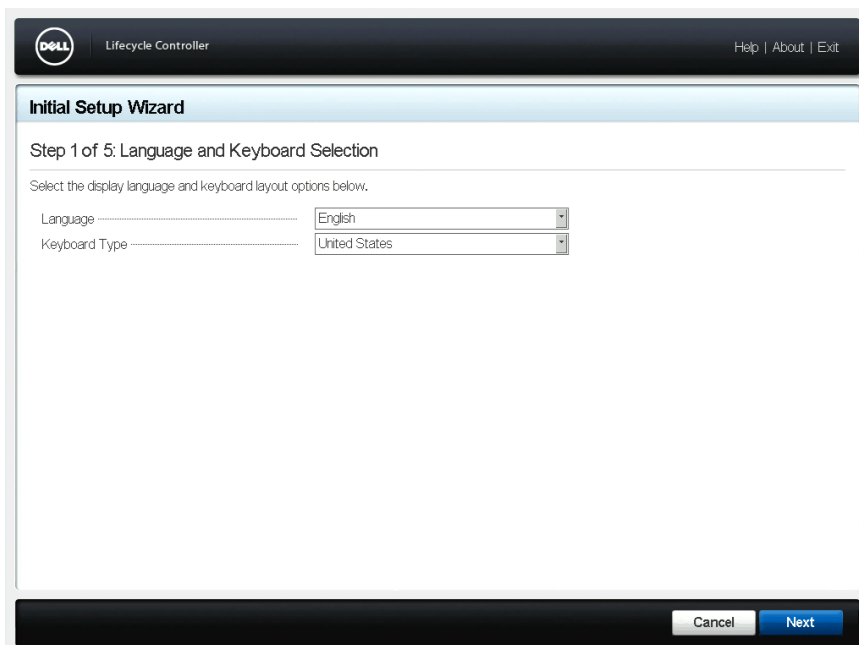 DELL
Lifecycle Controller
Help | About | Exit
Initial Setup Wizard
Step 1 of 5: Language and Keyboard Selection
Select the display language and keyboard layout options below.
Language English
Keyboard Type United States
Cancel Next